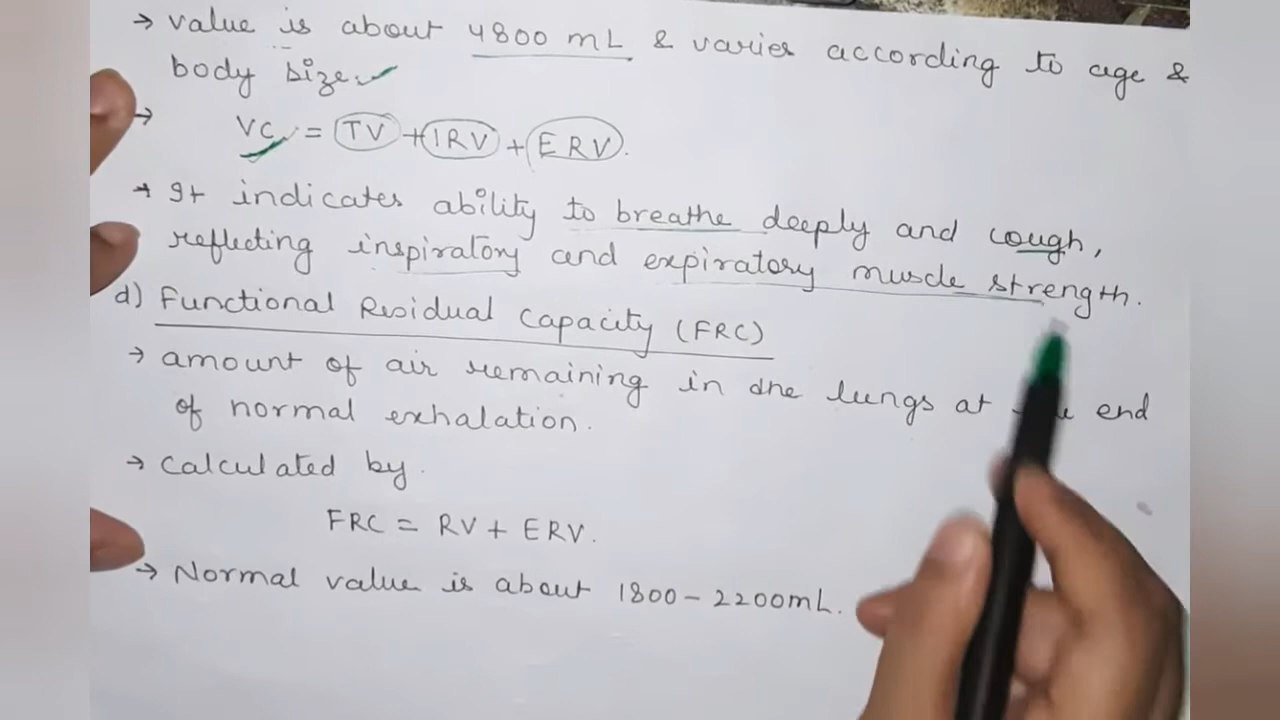 → value is about 4800 mL & varies according to age &
body size ✓
→ VC = TV + IRV + ERV.
→ It indicates ability to breathe deeply and cough,
reflecting inspiratory and expiratory muscle strength.
d) Functional Residual Capacity (FRC)
→ amount of air remaining in the lungs at end
of normal exhalation.
→ Calculated by.
FRC = RV + ERV.
→ Normal value is about 1800 - 2200mL.